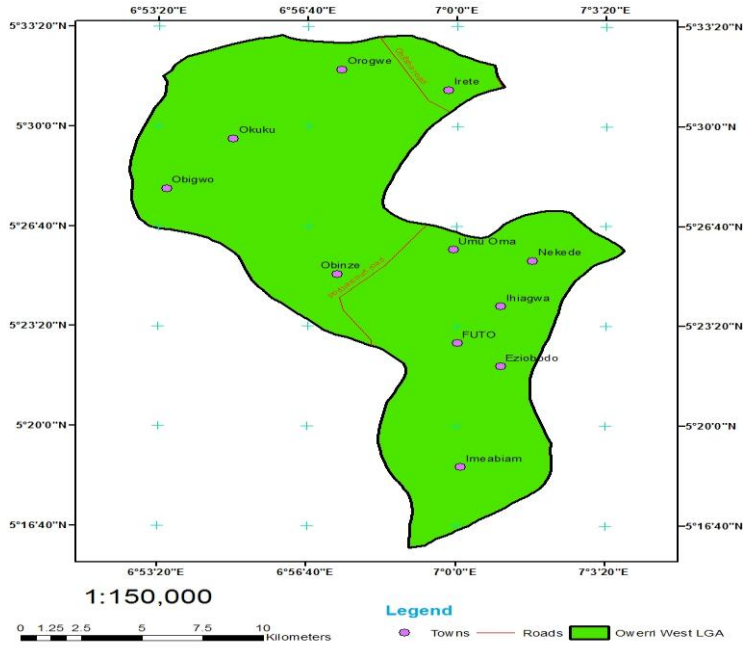 6°53'20"E 6°56'40"E 7°0'0"E 7°3'20"E
5°33'20"N 5°33'20"N
Orogwe
Irete
5°30'0"N 5°30'0"N
Okuku
Obigwo
5°26'40"N 5°26'40"N
Umu Oma
Nekede
Obinze
Ihiagwa
5°23'20"N 5°23'20"N
FUTO
Eziobodo
5°20'0"N 5°20'0"N
Imeabiam
5°16'40"N 5°16'40"N
6°53'20"E 6°56'40"E 7°0'0"E 7°3'20"E
1:150,000
Legend
0 1.25 2.5 5 7.5 10
Kilometers
Towns Roads Owerri West LGA